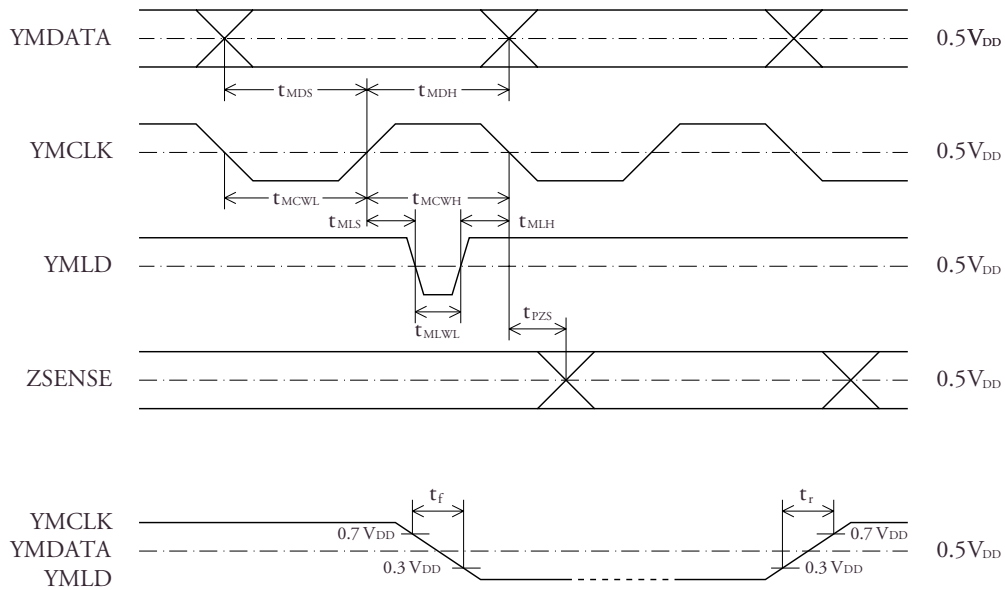 YMDATA 0.5VDD
tMDS tMDH
YMCLK 0.5VDD
tMCWL tMCWH
tMLS tMLH
YMLD 0.5VDD
tPZS
tMLWL
ZSENSE 0.5VDD
tf tr
YMCLK
0.7 VDD 0.7 VDD
YMDATA 0.5VDD
0.3 VDD 0.3 VDD
YMLD